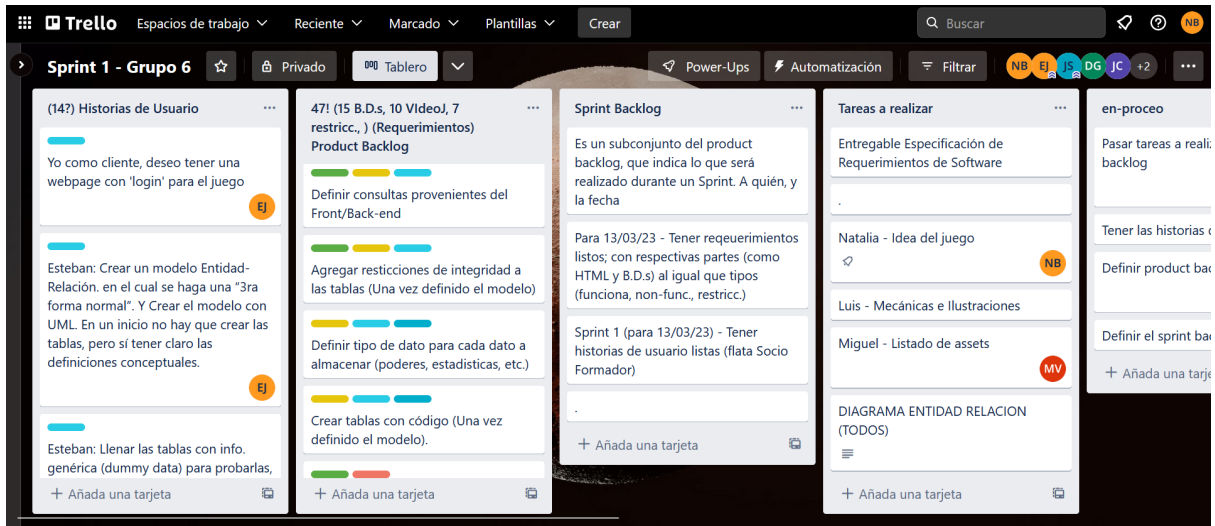 Trello
Espacios de trabajo
Reciente
Marcado
Plantillas
Crear
Buscar
NB
Sprint 1 - Grupo 6
Privado
Tablero
Power-Ups
Automatización
Filtrar
NB
EJ
JS
DG
JC
+2
(14?) Historias de Usuario
Yo como cliente, deseo tener una
webpage con 'login' para el juego
EJ
Esteban: Crear un modelo Entidad-
Relación. en el cual se haga una "3ra
forma normal". Y Crear el modelo con
UML. En un inicio no hay que crear las
tablas, pero sí tener claro las
definiciones conceptuales.
EJ
Esteban: Llenar las tablas con info.
genérica (dummy data) para probarlas,
+ Añada una tarjeta
47! (15 B.D.s, 10 VIdeoJ, 7
restricc., ) (Requerimientos)
Product Backlog
Definir consultas provenientes del
Front/Back-end
Agregar resticciones de integridad a
las tablas (Una vez definido el modelo)
Definir tipo de dato para cada dato a
almacenar (poderes, estadisticas, etc.)
Crear tablas con código (Una vez
definido el modelo).
+ Añada una tarjeta
Sprint Backlog
Es un subconjunto del product
backlog, que indica lo que será
realizado durante un Sprint. A quién, y
la fecha
Para 13/03/23 - Tener reqeuerimientos
listos; con respectivas partes (como
HTML y B.D.s) al igual que tipos
(funciona, non-func., restricc.)
Sprint 1 (para 13/03/23) - Tener
historias de usuario listas (flata Socio
Formador)
.
+ Añada una tarjeta
Tareas a realizar
Entregable Especificación de
Requerimientos de Software
.
Natalia - Idea del juego
NB
Luis - Mecánicas e Ilustraciones
Miguel - Listado de assets
MV
DIAGRAMA ENTIDAD RELACION
(TODOS)
+ Añada una tarjeta
en-proceo
Pasar tareas a realiz
backlog
Tener las historias
Definir product bac
Definir el sprint bac
+ Añada una tarje